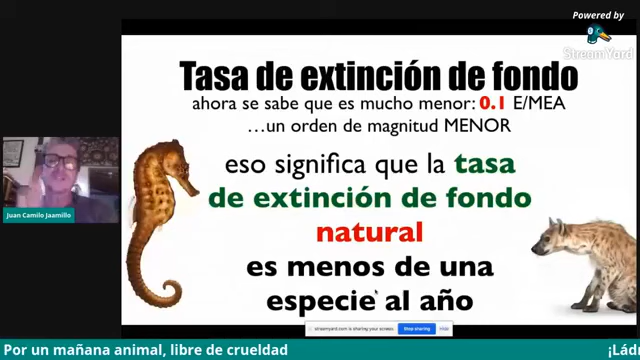 Powered by
StreamYard
Tasa de extinción de fondo
ahora se sabe que es mucho menor: 0.1 E/MEA
...un orden de magnitud MENOR
eso significa que la tasa
de extinción de fondo
natural
es menos de una
especie al año
Juan Camilo Jaamillo
streamyard.com is sharing your screen.
Stop sharing
Hide
Por un mañana animal, libre de crueldad
¡Ládr